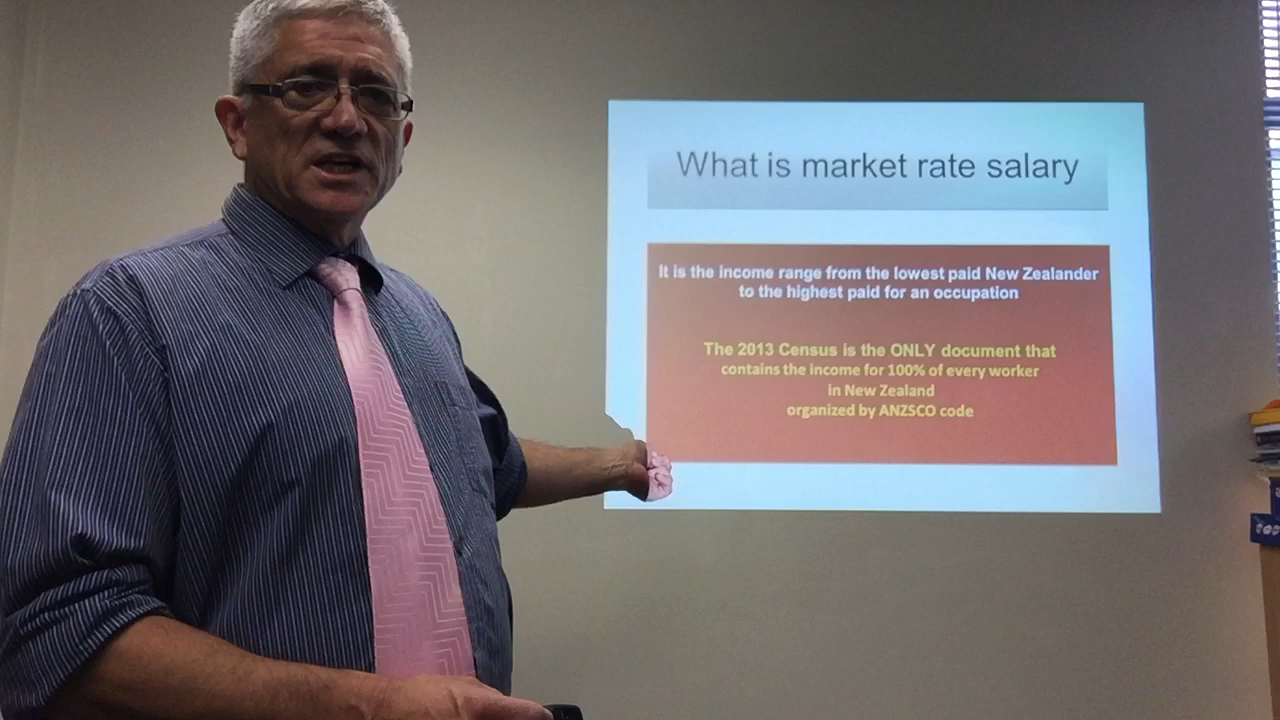 What is market rate salary
It is the income range from the lowest paid New Zealander
to the highest paid for an occupation
The 2013 Census is the ONLY document that
contains the income for 100% of every worker
in New Zealand
organized by ANZSCO code